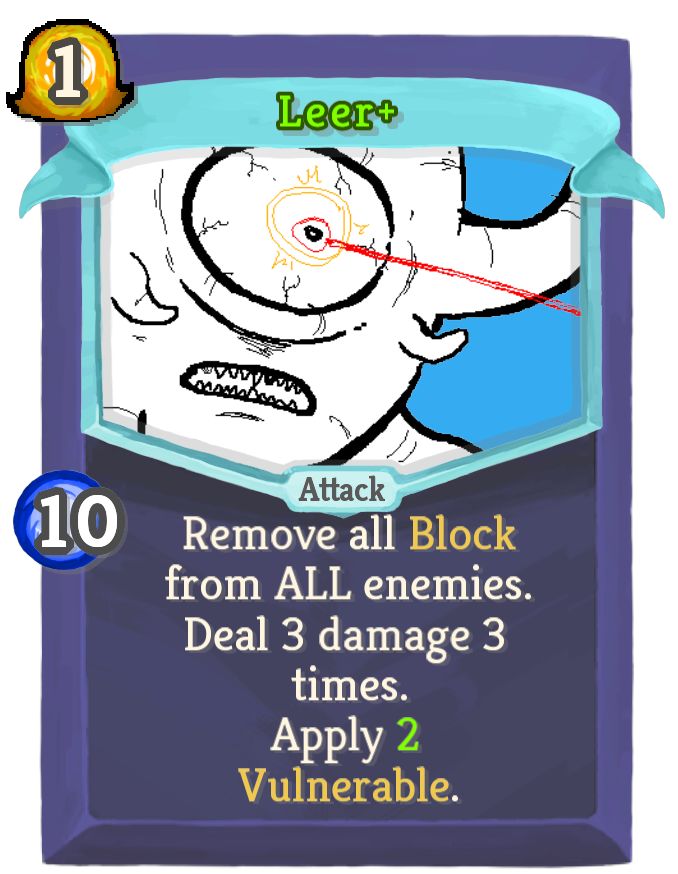 1
Leer+
Attack
10
Remove all Block
from ALL enemies.
Deal 3 damage 3
times.
Apply 2
Vulnerable.